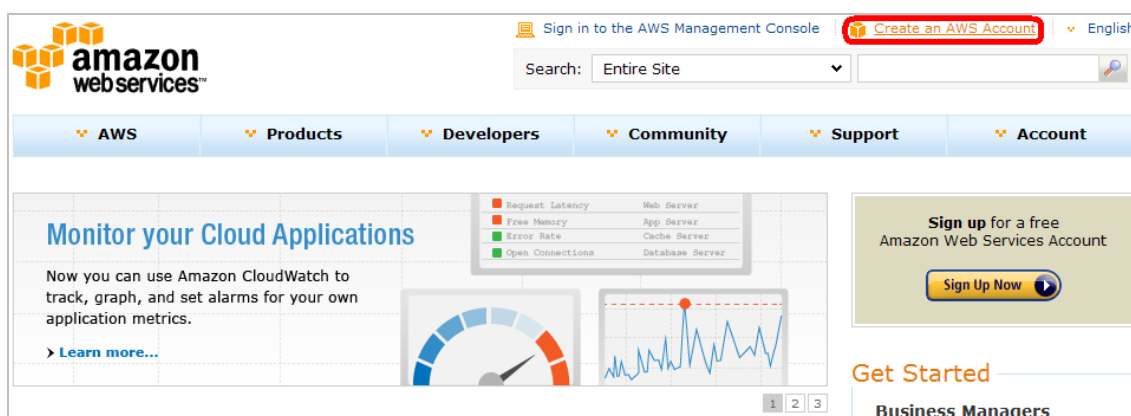 amazon
webservices™
Sign in to the AWS Management Console
Create an AWS Account
English
Search: Entire Site
AWS
Products
Developers
Community
Support
Account
Monitor your Cloud Applications
Now you can use Amazon CloudWatch to
track, graph, and set alarms for your own
application metrics.
Learn more...
Request Latency Web Server
Free Memory App Server
Error Rate Cache Server
Open Connections Database Server
1 2 3
Sign up for a free
Amazon Web Services Account
Sign Up Now
Get Started
Business Managers